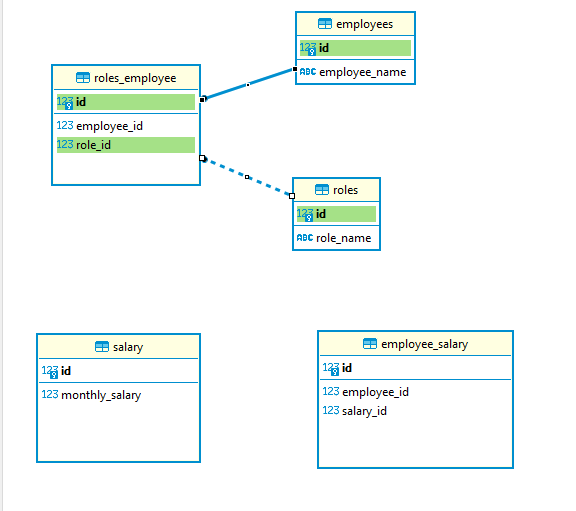 employees
123 id
ABC employee_name
roles_employee
123 id
123 employee_id
123 role_id
roles
123 id
ABC role_name
salary
123 id
123 monthly_salary
employee_salary
123 id
123 employee_id
123 salary_id